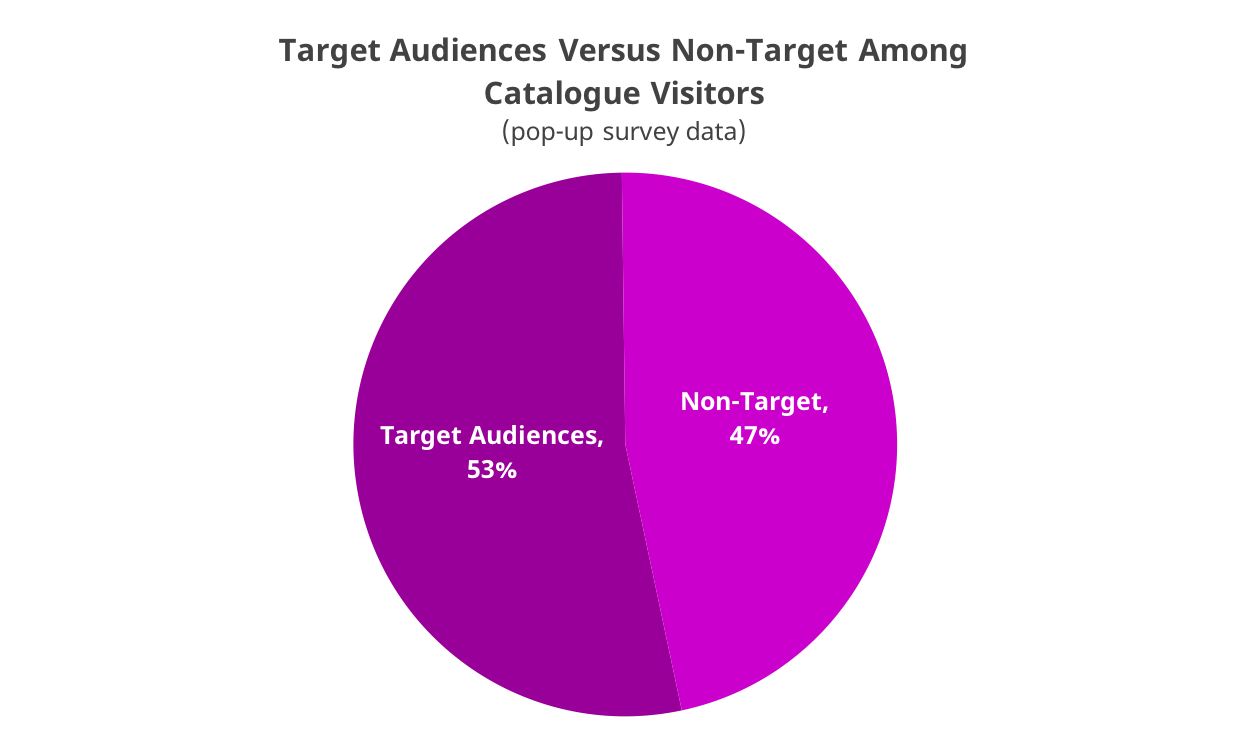 Target Audiences Versus Non-Target Among
Catalogue Visitors
(pop-up survey data)
Non-Target,
47%
Target Audiences,
53%